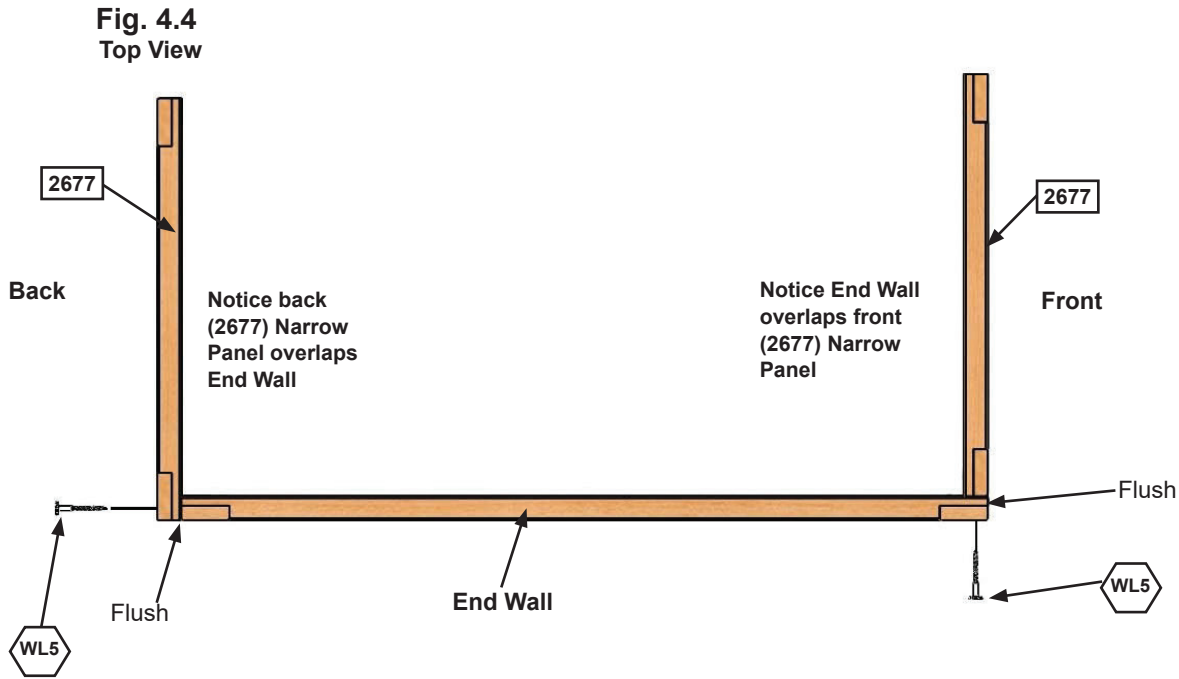 Fig. 4.4
Top View
2677
2677
Back
Notice back
(2677) Narrow
Panel overlaps
End Wall
Notice End Wall
overlaps front
(2677) Narrow
Panel
Front
Flush
Flush
End Wall
WL5
WL5